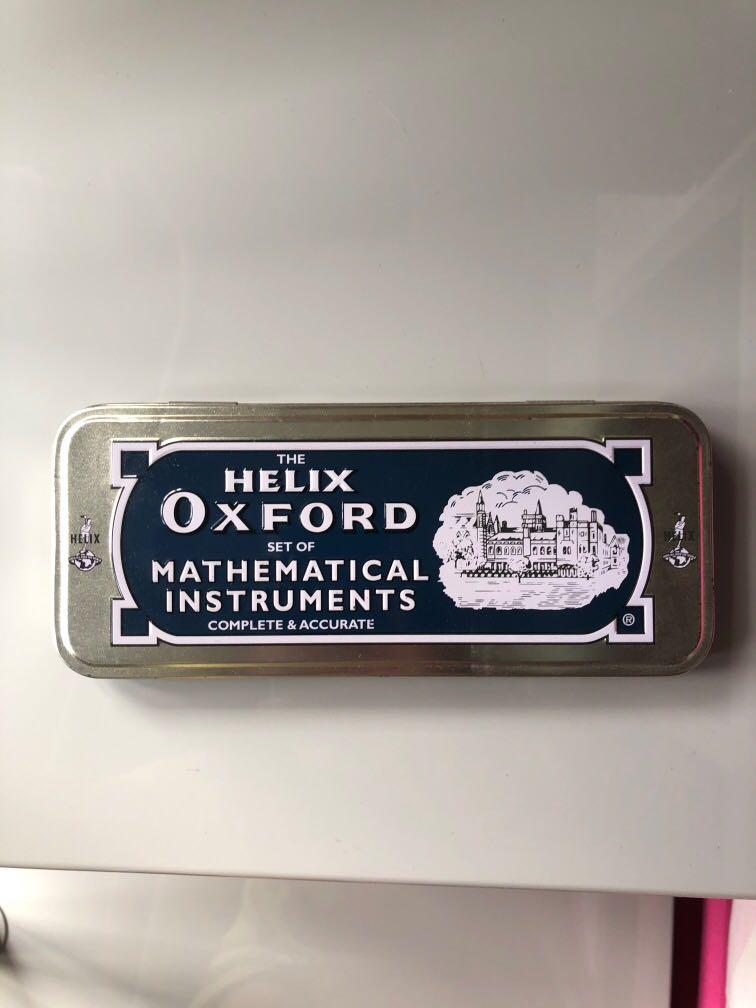 THE
HELIX
OXFORD
SET OF
MATHEMATICAL
INSTRUMENTS
COMPLETE & ACCURATE
®
HELIX
HELIX